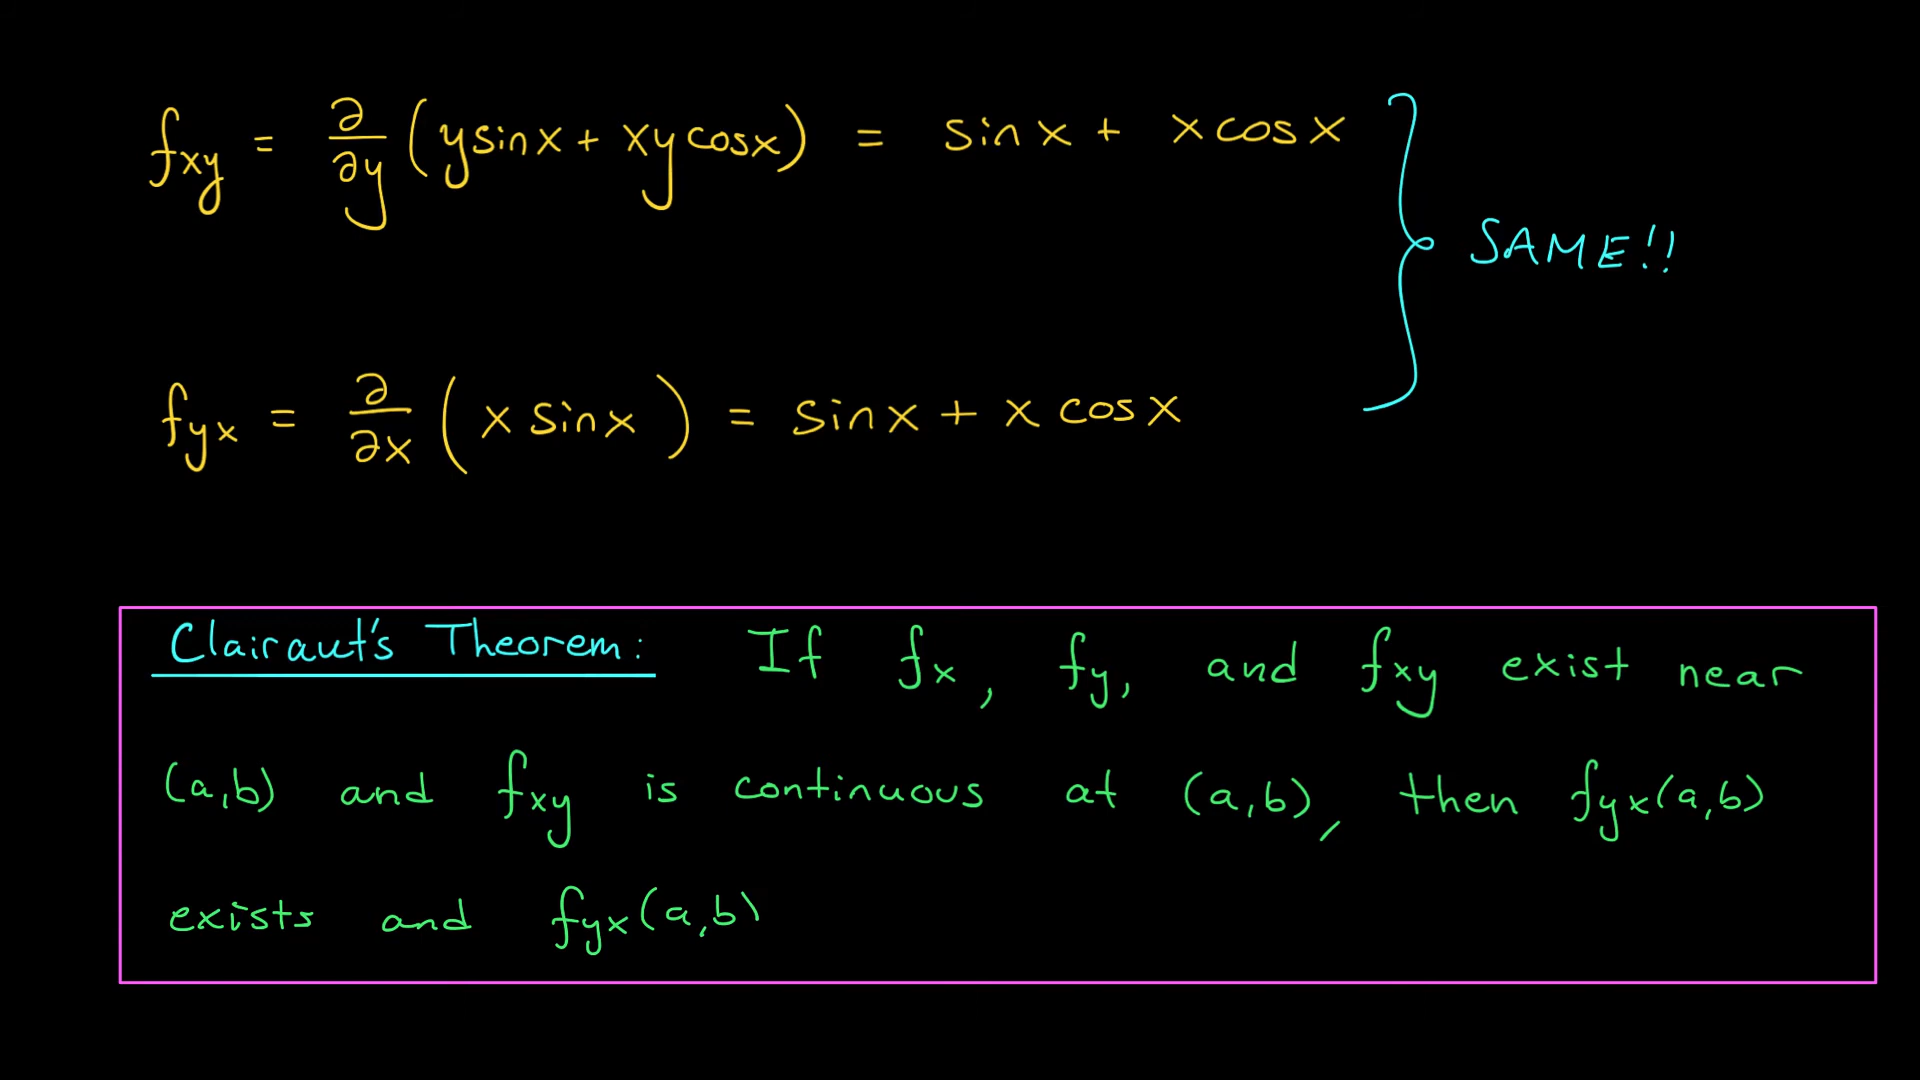 fxy = ∂/∂y (ysinx + xycosx) = sinx + xcosx
SAME!!
fyx = ∂/∂x (x sinx) = sinx + x cosx
Clairaut's Theorem: If fx, fy, and fxy exist near
(a,b) and fxy is continuous at (a,b), then fyx(a,b)
exists and fyx(a,b)